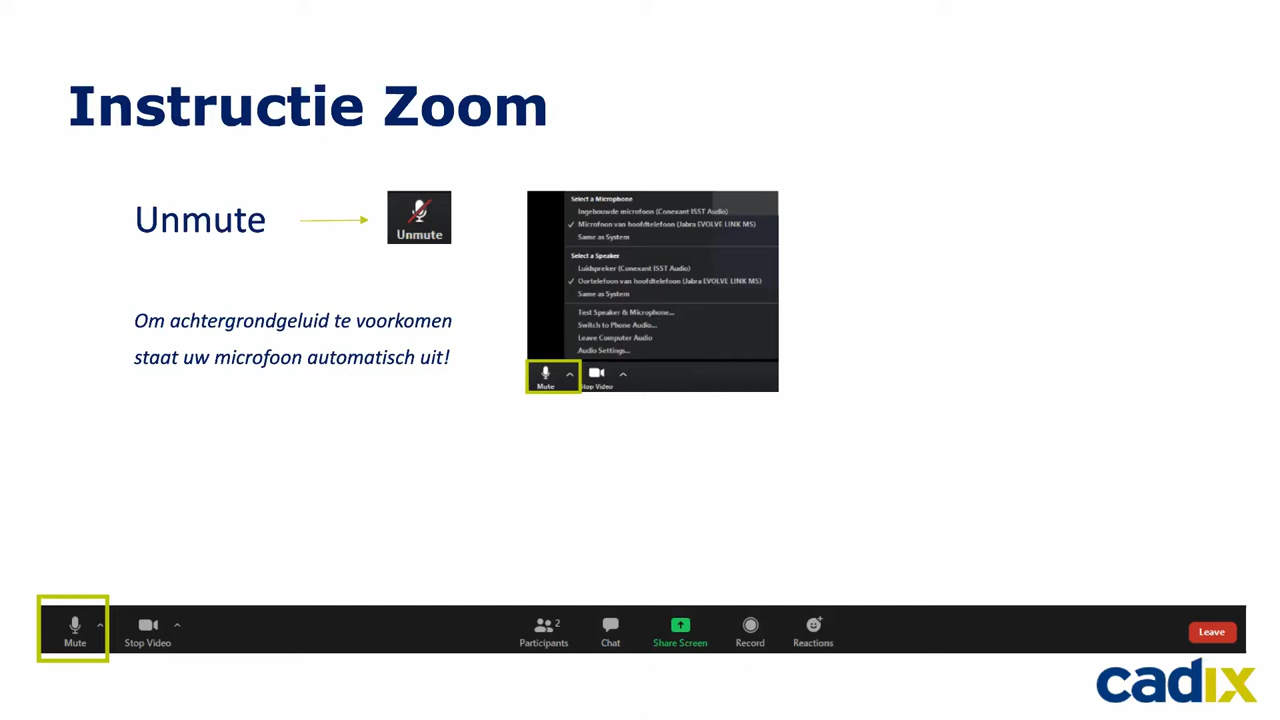 Instructie Zoom
Unmute
Unmute
Om achtergrondgeluid te voorkomen
staat uw microfoon automatisch uit!
Select a Microphone
Ingebouwde microfoon (Conexant ISST Audio)
✓ Microfoon van hoofdtelefoon (Jabra EVOLVE LINK MS)
Same as System
Select a Speaker
Luidspreker (Conexant ISST Audio)
✓ Oortelefoon van hoofdtelefoon (Jabra EVOLVE LINK MS)
Same as System
Test Speaker & Microphone...
Switch to Phone Audio...
Leave Computer Audio
Audio Settings...
Mute Stop Video
2
Mute Stop Video Participants Chat Share Screen Record Reactions Leave
cadix